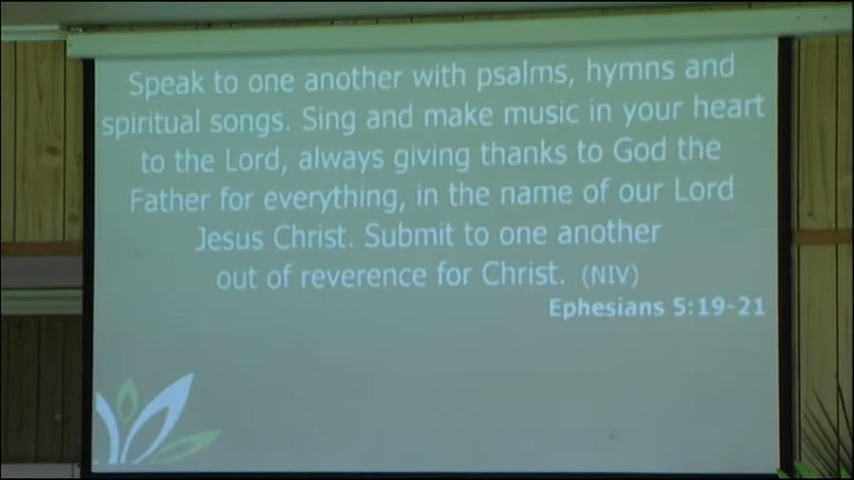 Speak to one another with psalms, hymns and
spiritual songs. Sing and make music in your heart
to the Lord, always giving thanks to God the
Father for everything, in the name of our Lord
Jesus Christ. Submit to one another
out of reverence for Christ. (NIV)
Ephesians 5:19-21